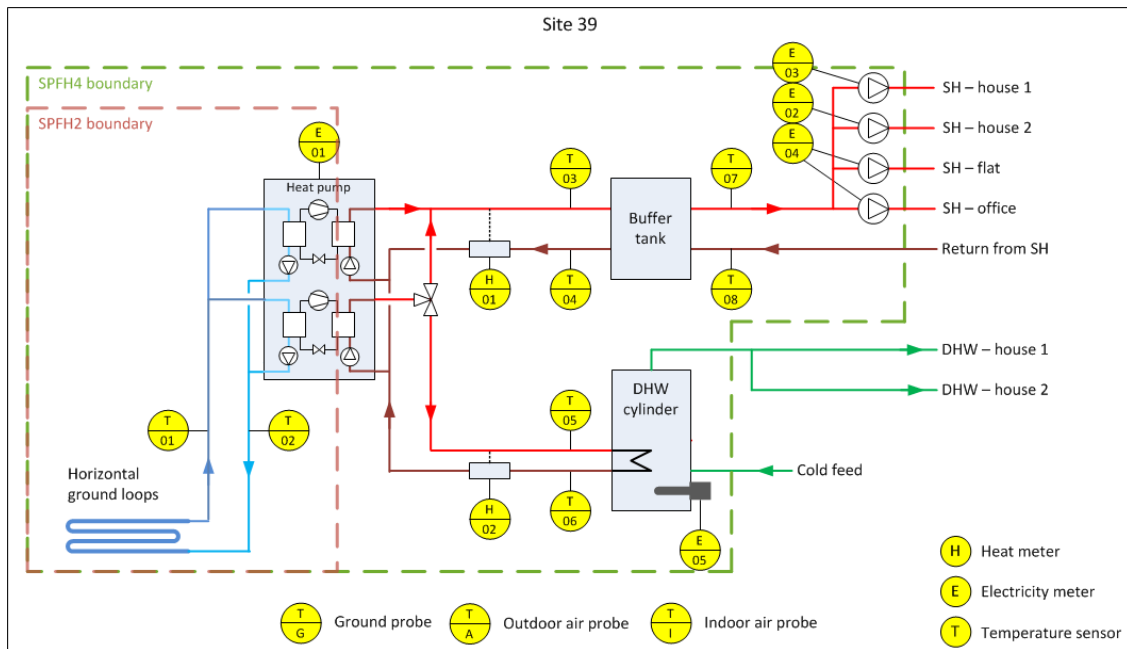 Site 39
SPFH4 boundary
SPFH2 boundary
E
03
E
02
E
04
SH – house 1
SH – house 2
SH – flat
SH – office
Return from SH
E
01
Heat pump
T
03
T
07
Buffer
tank
H
01
T
04
T
08
DHW – house 1
DHW – house 2
DHW
cylinder
T
05
T
01
T
02
Cold feed
Horizontal
ground loops
H
02
T
06
E
05
H
Heat meter
E
Electricity meter
T
Temperature sensor
T
G
Ground probe
T
A
Outdoor air probe
T
I
Indoor air probe